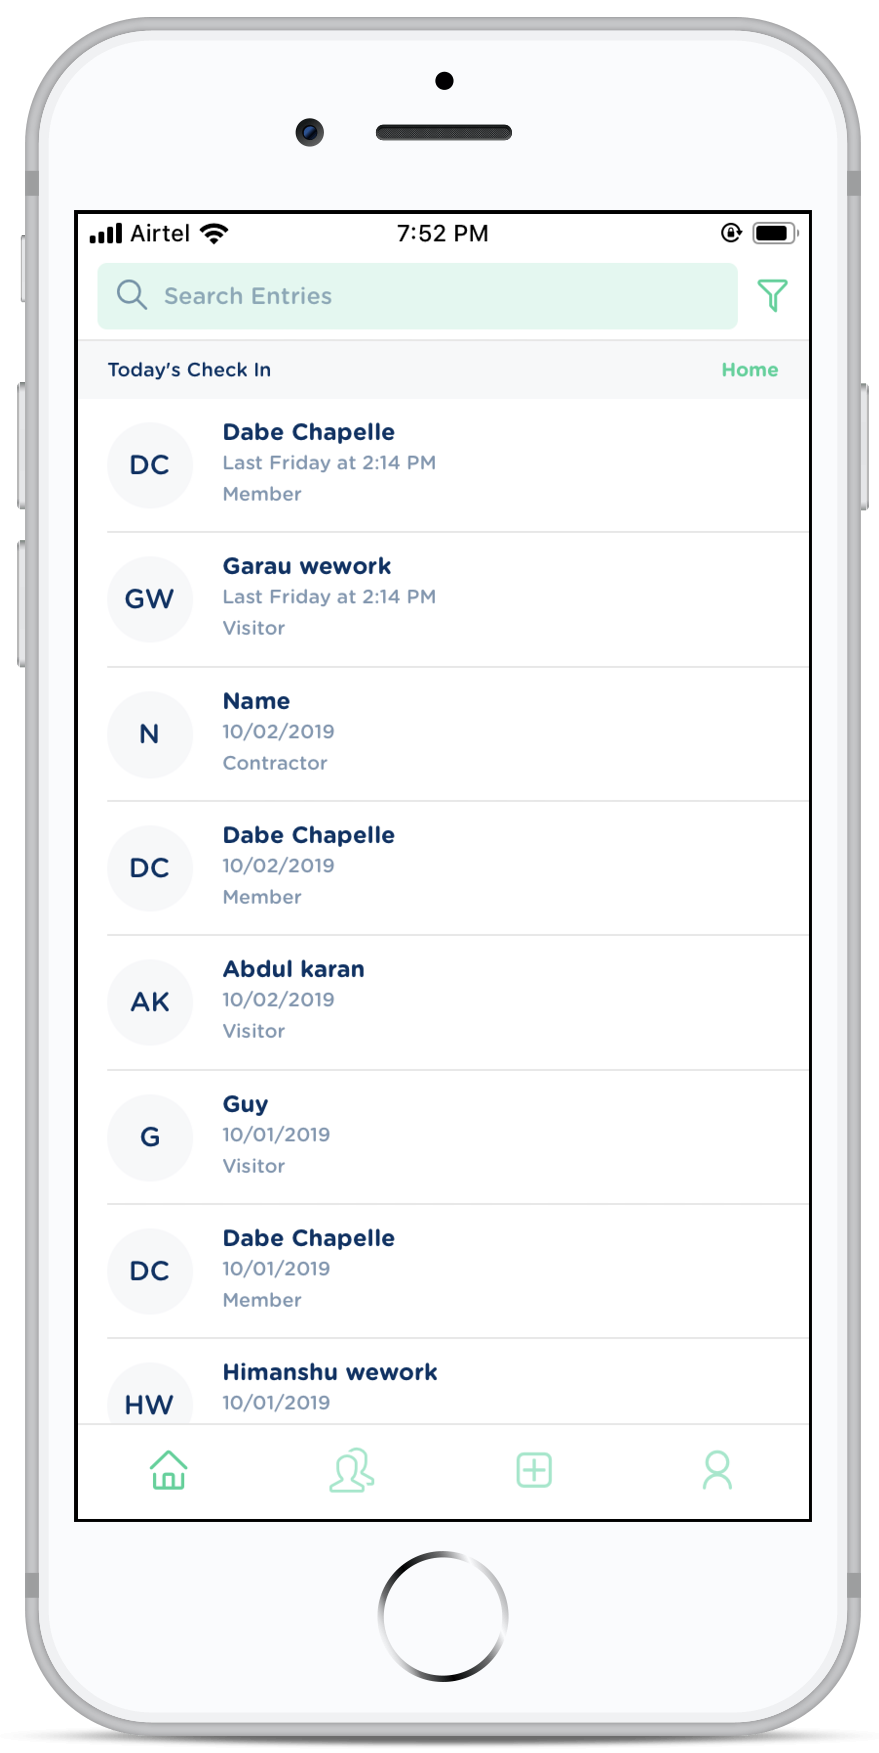 Airtel 7:52 PM
Search Entries
Today's Check In Home
DC
Dabe Chapelle
Last Friday at 2:14 PM
Member
GW
Garau wework
Last Friday at 2:14 PM
Visitor
N
Name
10/02/2019
Contractor
DC
Dabe Chapelle
10/02/2019
Member
AK
Abdul karan
10/02/2019
Visitor
G
Guy
10/01/2019
Visitor
DC
Dabe Chapelle
10/01/2019
Member
HW
Himanshu wework
10/01/2019